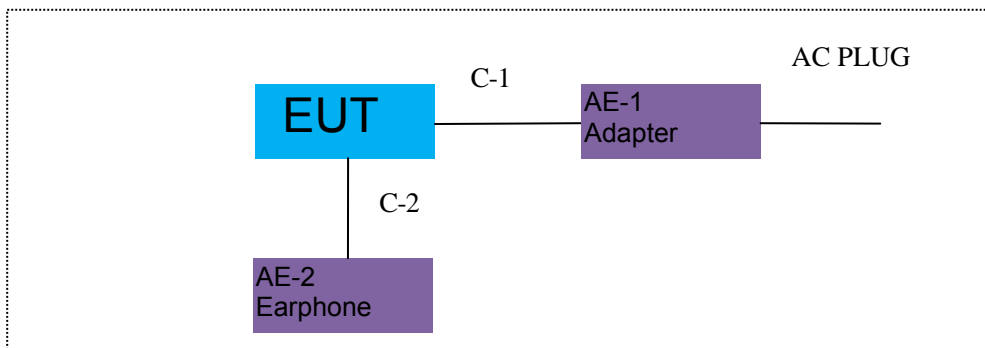 AC PLUG
C-1
EUT
AE-1
Adapter
C-2
AE-2
Earphone